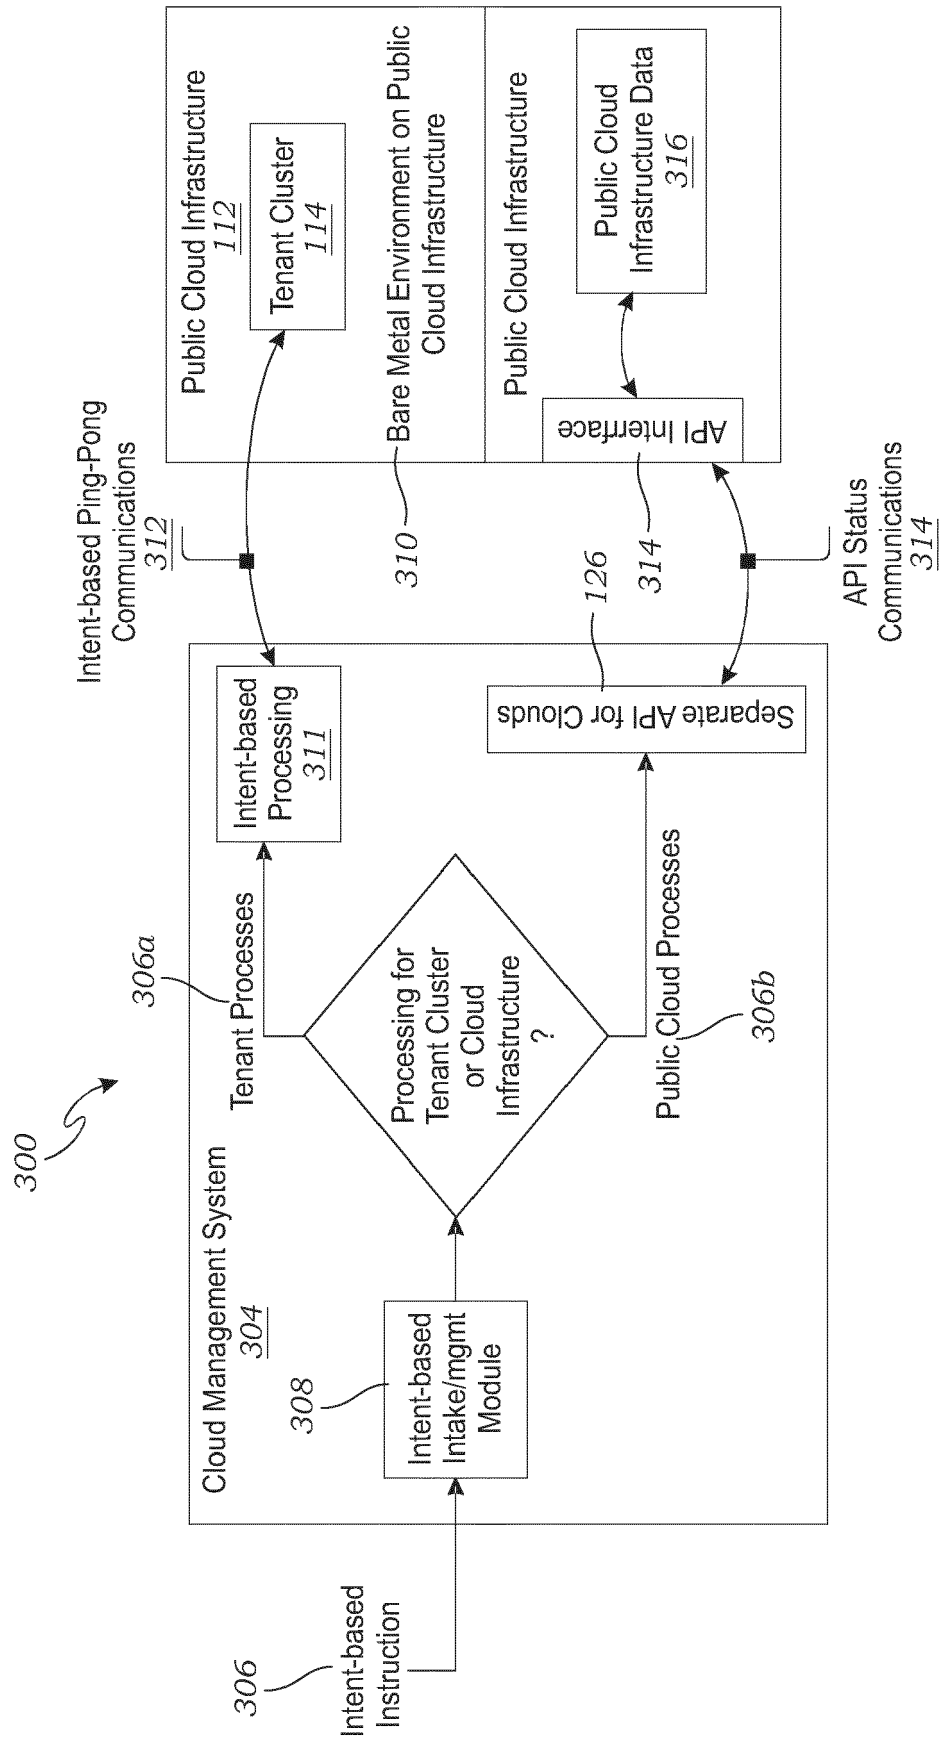 300
306
Intent-based
Instruction
Cloud Management System
304
308
Intent-based
Intake/mgmt
Module
Processing for
Tenant Cluster
or Cloud
Infrastructure
?
306a
Tenant Processes
Public Cloud Processes
306b
Intent-based
Processing
311
126
Separate API for Clouds
Intent-based Ping-Pong
Communications
312
310
314
API Status
Communications
314
Public Cloud Infrastructure
112
Tenant Cluster
114
Bare Metal Environment on Public
Cloud Infrastructure
Public Cloud Infrastructure
API Interface
Public Cloud
Infrastructure Data
316